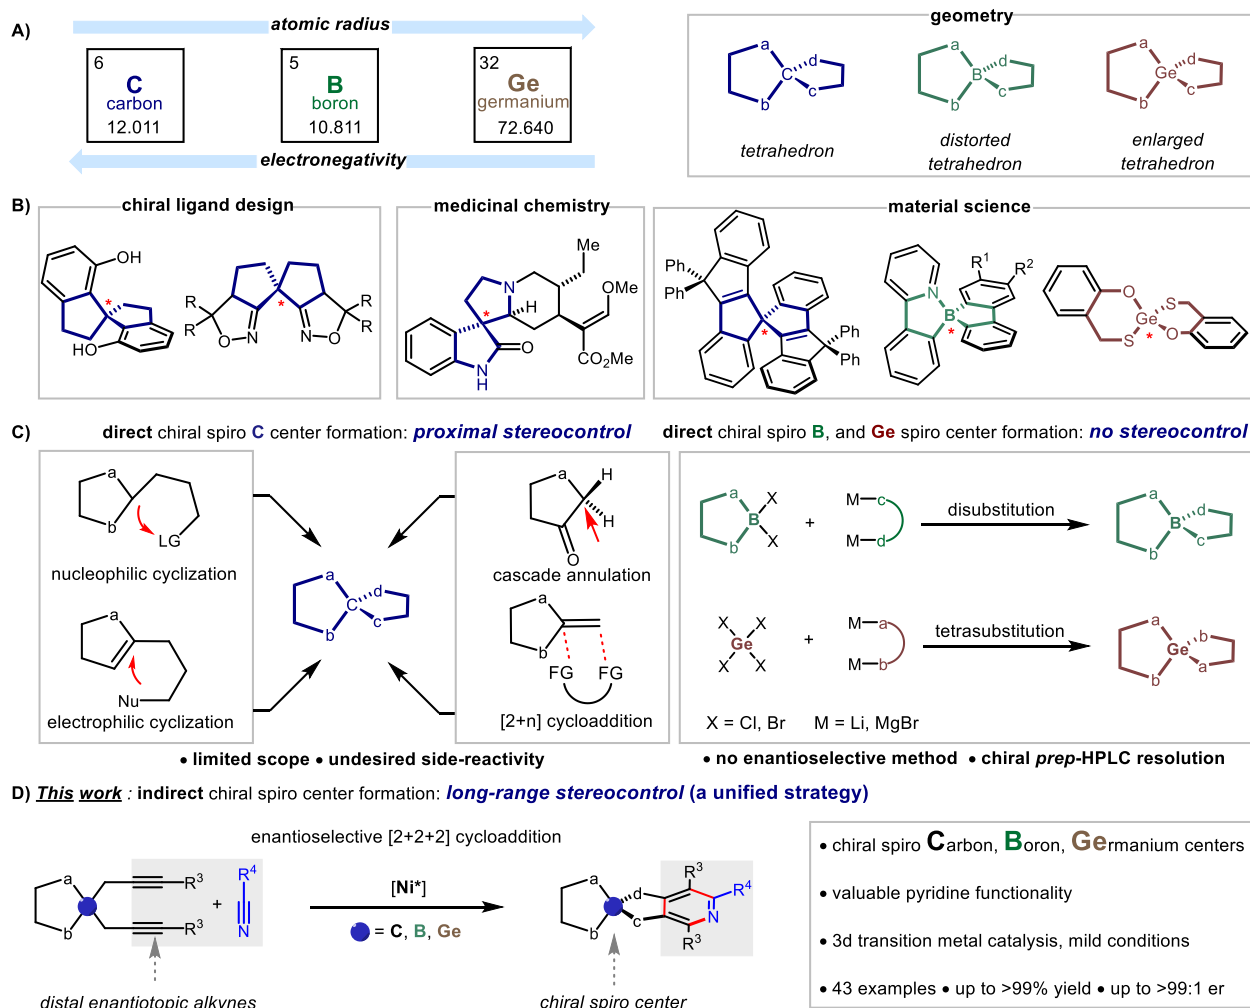 A)
atomic radius
6
C
carbon
12.011
5
B
boron
10.811
32
Ge
germanium
72.640
electronegativity
geometry
a
d
C
b
c
a
d
B
b
c
a
d
Ge
b
c
tetrahedron
distorted
tetrahedron
enlarged
tetrahedron
B)
chiral ligand design
OH
*
HO
R
R
O
N
*
N
O
R
R
medicinal chemistry
Me
N
H
OMe
*
O
N
H
CO2Me
material science
Ph
Ph
*
Ph
Ph
R1
R2
N
B
*
O
S
Ge
S
*
O
C)
direct chiral spiro C center formation: proximal stereocontrol
a
b
LG
nucleophilic cyclization
a
Nu
electrophilic cyclization
a
d
C
b
c
a
H
H
O
cascade annulation
a
b
FG
FG
[2+n] cycloaddition
• limited scope • undesired side-reactivity
direct chiral spiro B, and Ge spiro center formation: no stereocontrol
a
X
B
b
X
+
M
c
M
d
disubstitution
a
d
B
b
c
X
X
Ge
X
X
+
M
a
M
b
tetrasubstitution
a
b
Ge
b
a
X = Cl, Br M = Li, MgBr
• no enantioselective method • chiral prep-HPLC resolution
D) This work : indirect chiral spiro center formation: long-range stereocontrol (a unified strategy)
enantioselective [2+2+2] cycloaddition
a
b
R3
R3
+
R4
N
[Ni*]
= C, B, Ge
a
d
b
c
R3
R4
N
R3
distal enantiotopic alkynes
chiral spiro center
• chiral spiro Carbon, Boron, Germanium centers
• valuable pyridine functionality
• 3d transition metal catalysis, mild conditions
• 43 examples • up to >99% yield • up to >99:1 er